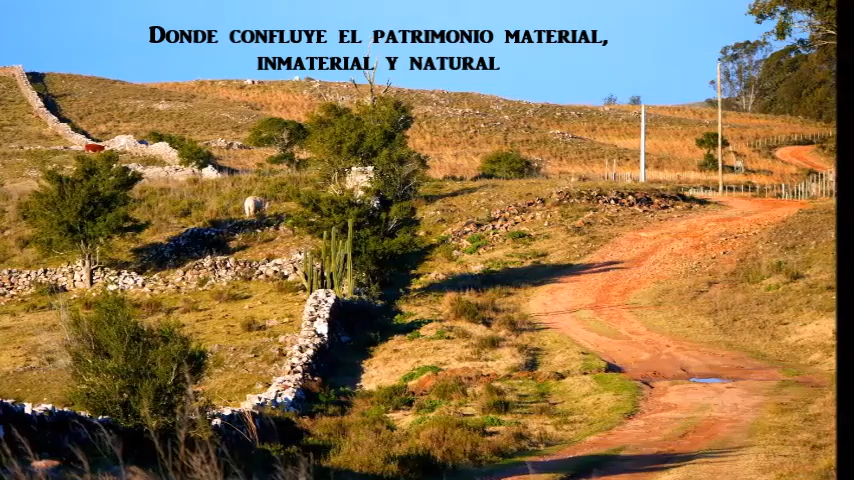 Donde confluye el patrimonio material,
inmaterial y natural